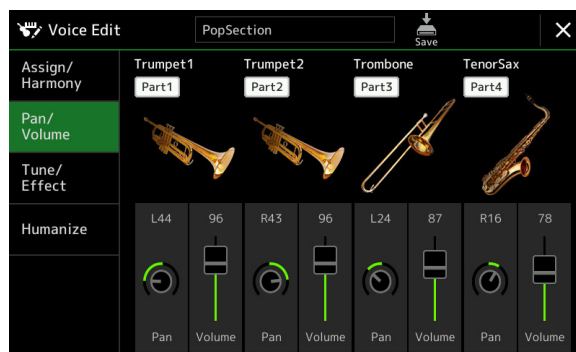 Voice Edit
PopSection
Save
Assign/
Harmony
Pan/
Volume
Tune/
Effect
Humanize
Trumpet1
Trumpet2
Trombone
TenorSax
Part1
Part2
Part3
Part4
L44
96
R43
96
L24
87
R16
78
Pan
Volume
Pan
Volume
Pan
Volume
Pan
Volume